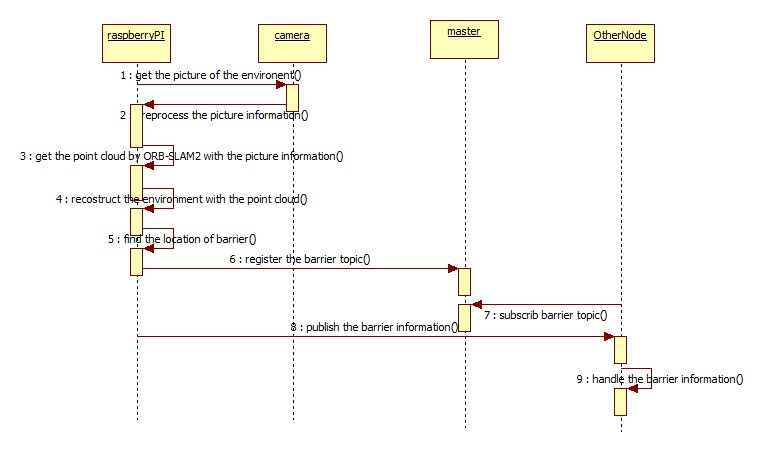 raspberryPI
camera
master
OtherNode
1 : get the picture of the environent()
2 : reprocess the picture information()
3 : get the point cloud by ORB-SLAM2 with the picture information()
4 : recostruct the environment with the point cloud()
5 : find the location of barrier()
6 : register the barrier topic()
7 : subscrib barrier topic()
8 : publish the barrier information()
9 : handle the barrier information()